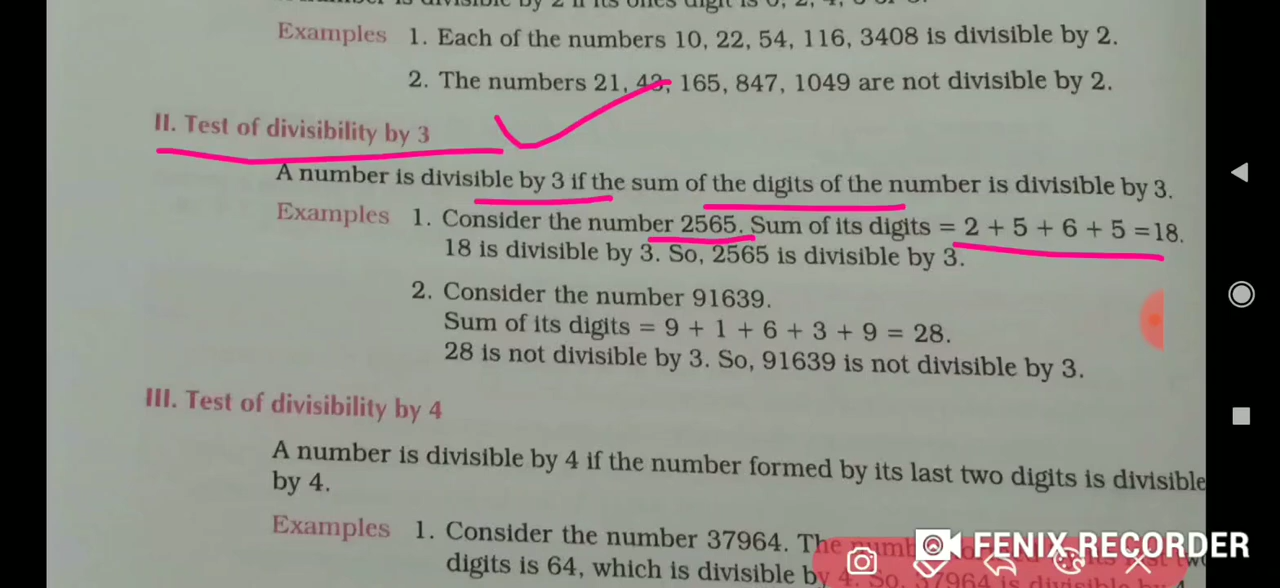 Examples 1. Each of the numbers 10, 22, 54, 116, 3408 is divisible by 2.
2. The numbers 21, 43, 165, 847, 1049 are not divisible by 2.
II. Test of divisibility by 3
A number is divisible by 3 if the sum of the digits of the number is divisible by 3.
Examples 1. Consider the number 2565. Sum of its digits = 2 + 5 + 6 + 5 = 18.
18 is divisible by 3. So, 2565 is divisible by 3.
2. Consider the number 91639.
Sum of its digits = 9 + 1 + 6 + 3 + 9 = 28.
28 is not divisible by 3. So, 91639 is not divisible by 3.
III. Test of divisibility by 4
A number is divisible by 4 if the number formed by its last two digits is divisible
by 4.
Examples 1. Consider the number 37964. The
digits is 64, which is divisible by 4. So, 37964 is divisible
FENIX RECORDER